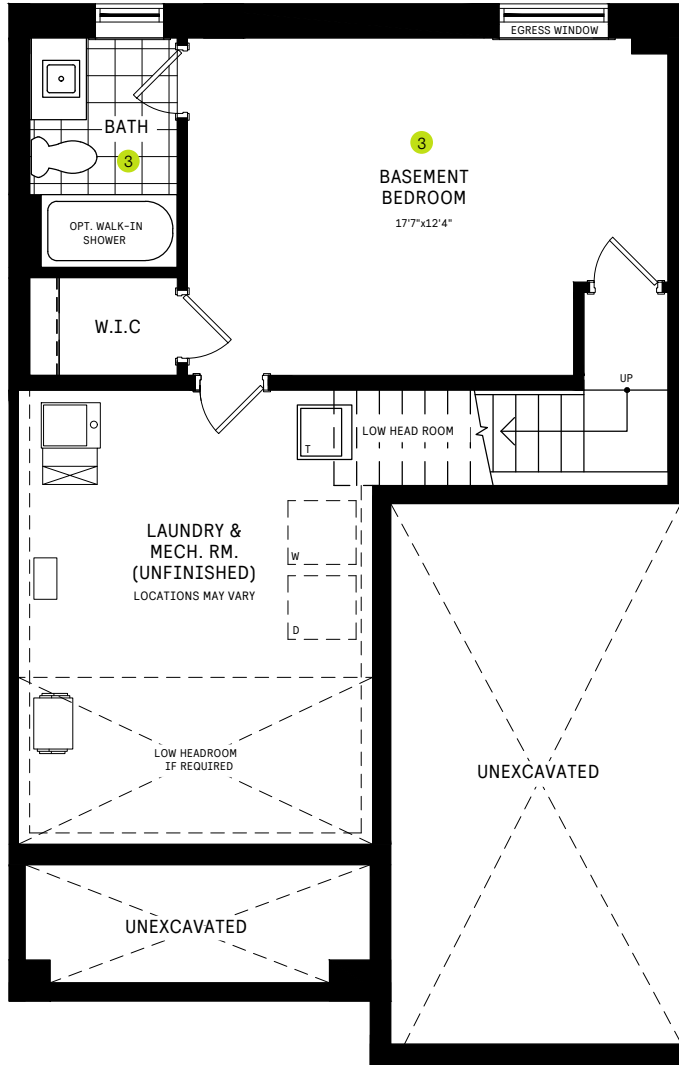 EGRESS WINDOW
BATH
3
3
BASEMENT
BEDROOM
17'7"x12'4"
OPT. WALK-IN
SHOWER
W.I.C
UP
T
LOW HEAD ROOM
LAUNDRY &
MECH. RM.
(UNFINISHED)
LOCATIONS MAY VARY
W
D
LOW HEADROOM
IF REQUIRED
UNEXCAVATED
UNEXCAVATED